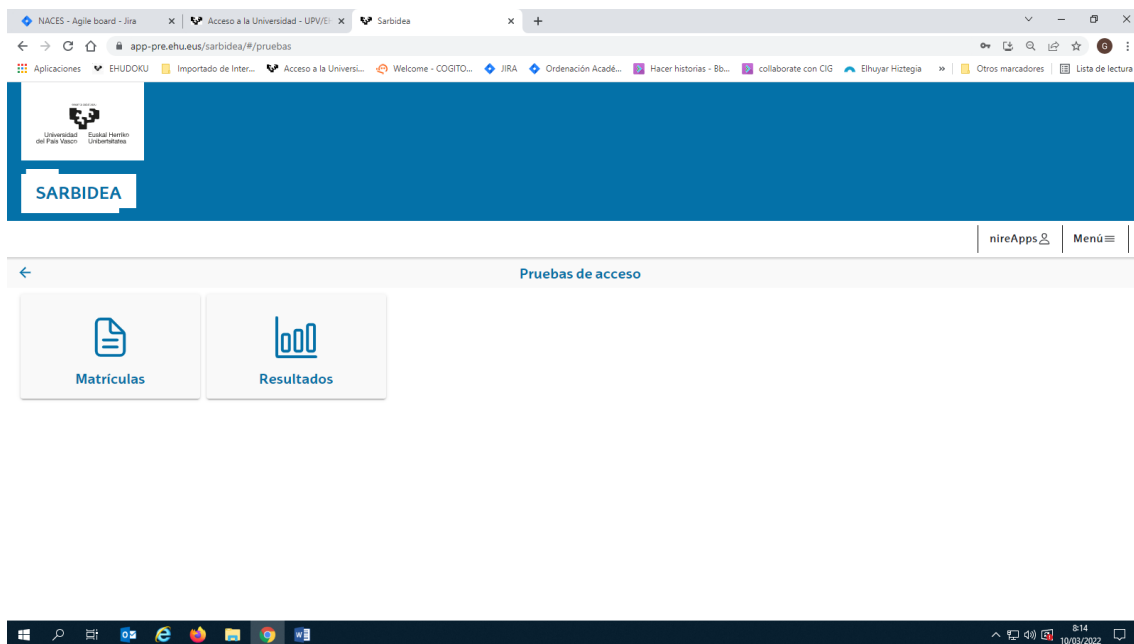 NACES - Agile board - Jira
Acceso a la Universidad - UPV/EH
Sarbidea
app-pre.ehu.eus/sarbidea/#/pruebas
G
Aplicaciones
EHUDOKU
Importado de Inter...
Acceso a la Universi...
Welcome - COGITO...
JIRA
Ordenación Acadé...
Hacer historias - Bb...
collaborate con CIG
Elhuyar Hiztegia
»
Otros marcadores
Lista de lectura
Universidad
del País Vasco
Euskal Herriko
Unibertsitatea
SARBIDEA
nireApps
Menú
Pruebas de acceso
Matrículas
Resultados
8:14
10/03/2022